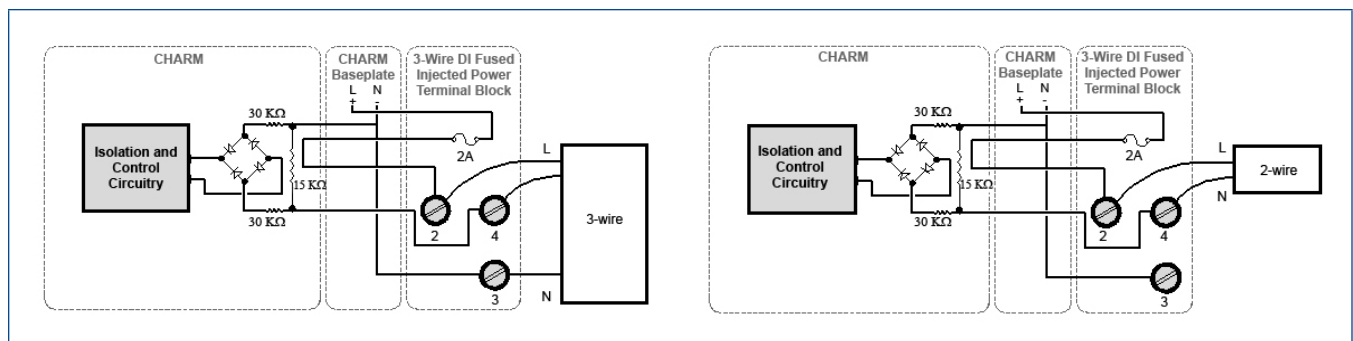 CHARM
CHARM
Baseplate
3-Wire DI Fused
Injected Power
Terminal Block
L
N
+
-
30 KΩ
2A
L
Isolation and
Control
Circuitry
15 KΩ
3-wire
30 KΩ
2
4
3
N
CHARM
CHARM
Baseplate
3-Wire DI Fused
Injected Power
Terminal Block
L
N
+
-
30 KΩ
2A
L
Isolation and
Control
Circuitry
2-wire
15 KΩ
N
30 KΩ
2
4
3